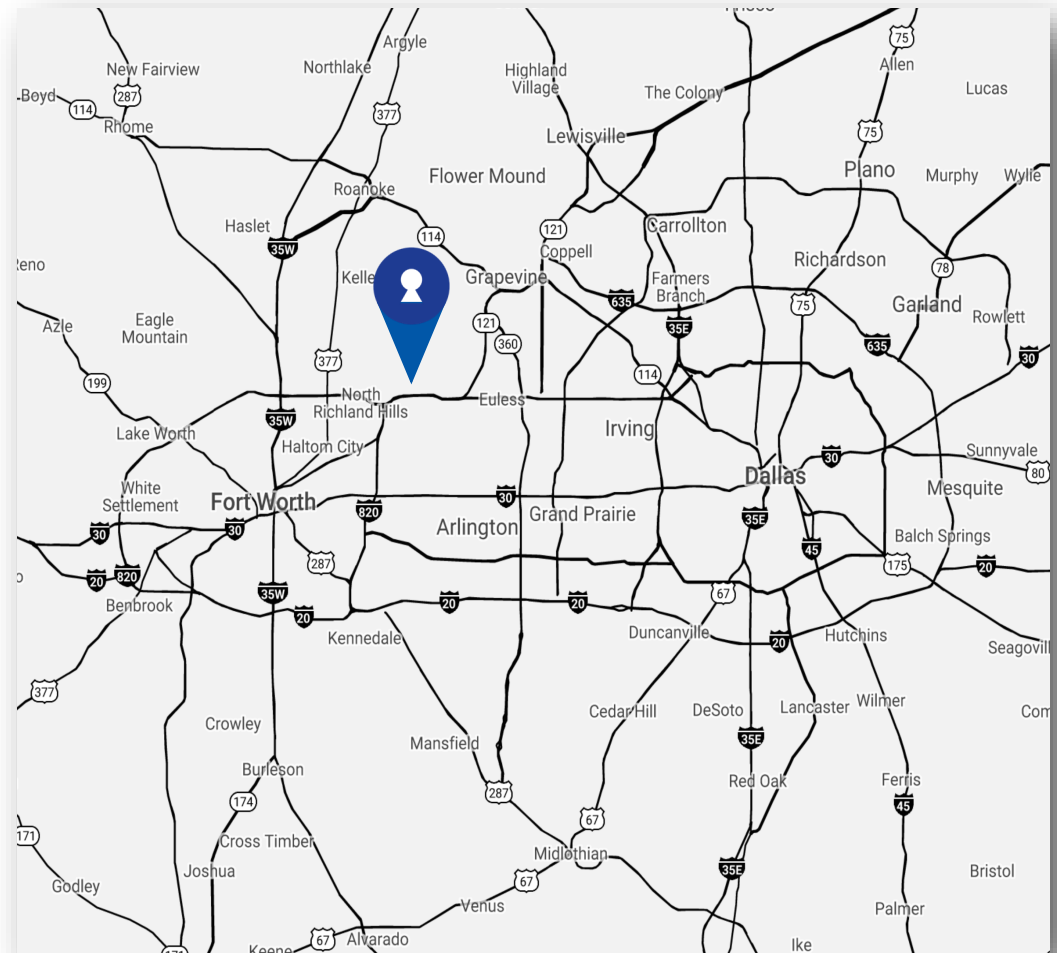 Argyle
75
New Fairview
Northlake
Highland
Village
Allen
287
The Colony
Lucas
Boyd
114
377
Rhome
75
Lewisville
Plano
Flower Mound
Murphy
Wylie
Roanoke
Haslet
114
121
Carrollton
35W
Coppell
Richardson
78
Grapevine
Farmers
Branch
635
75
Garland
Rowlett
121
35E
Azle
Eagle
Mountain
360
635
30
377
114
199
North
Richland Hills
Euless
35W
Irving
Lake Worth
Haltom City
30
Sunnyvale
80
Dallas
White
Settlement
Fort Worth
30
Mesquite
820
Grand Prairie
35E
Arlington
30
30
45
Balch Springs
287
175
20
20
820
35W
67
Benbrook
20
20
20
Kennedale
Duncanville
20
Hutchins
377
Cedar Hill
DeSoto
Lancaster
Wilmer
Crowley
35E
Mansfield
Burleson
Red Oak
Ferris
287
174
45
67
171
Cross Timber
Midlothian
Joshua
35E
Bristol
Godley
67
Venus
Palmer
67
Alvarado
Ike